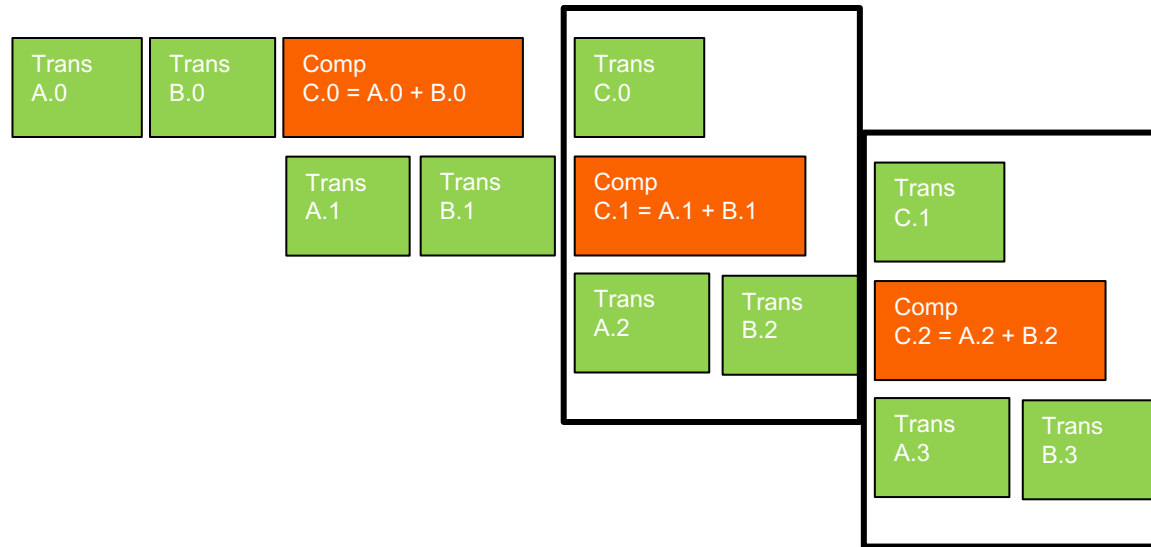 Trans
A.0
Trans
B.0
Comp
C.0 = A.0 + B.0
Trans
C.0
Trans
A.1
Trans
B.1
Comp
C.1 = A.1 + B.1
Trans
C.1
Trans
A.2
Trans
B.2
Comp
C.2 = A.2 + B.2
Trans
A.3
Trans
B.3